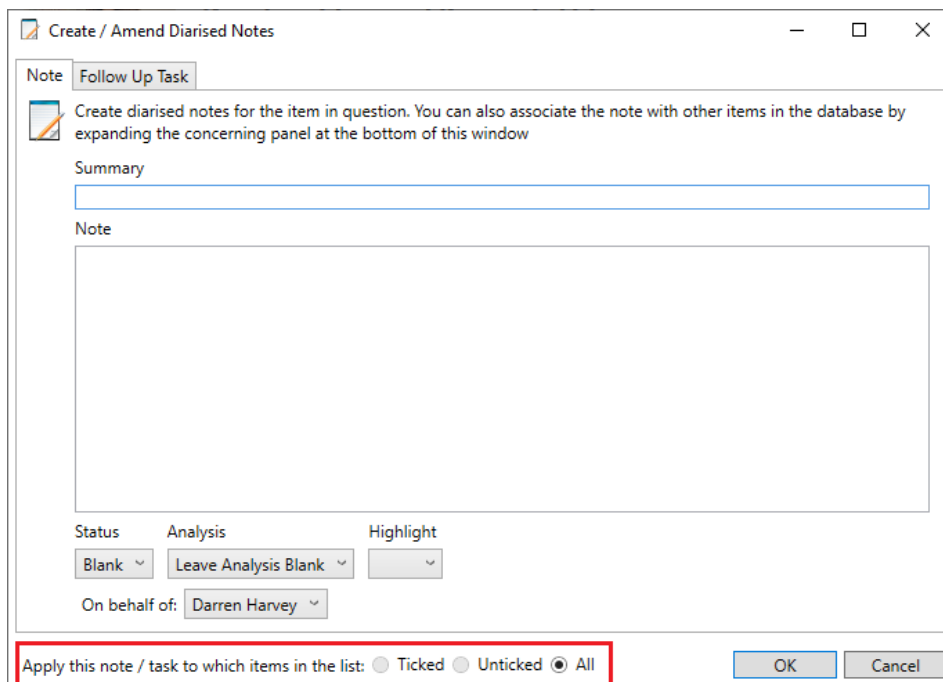 Create / Amend Diarised Notes
Note Follow Up Task
Create diarised notes for the item in question. You can also associate the note with other items in the database by
expanding the concerning panel at the bottom of this window
Summary
Note
Status Analysis Highlight
Blank Leave Analysis Blank
On behalf of: Darren Harvey
Apply this note / task to which items in the list: Ticked Unticked All OK Cancel